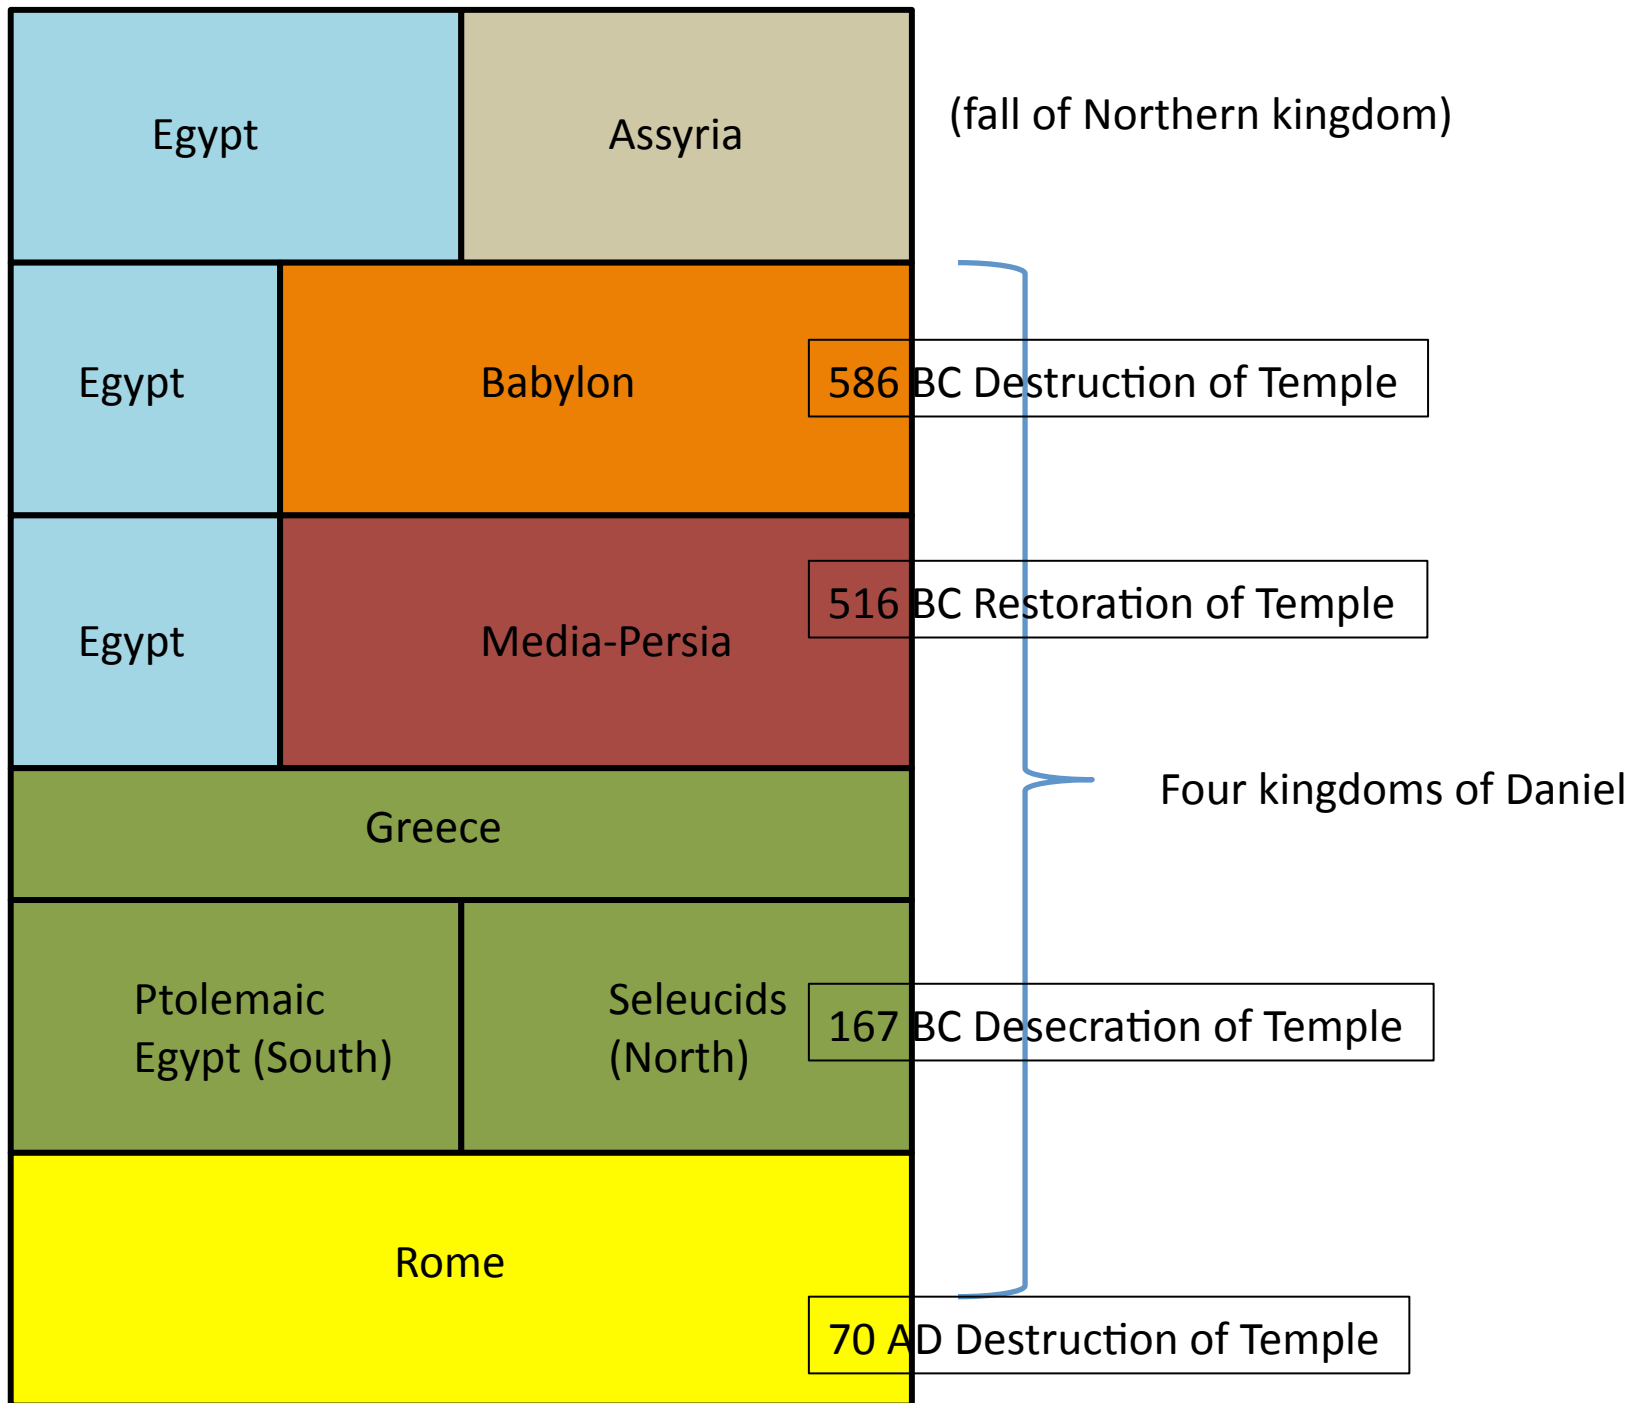 Egypt
Assyria
(fall of Northern kingdom)
Egypt
Babylon
586 BC Destruction of Temple
516 BC Restoration of Temple
Egypt
Media-Persia
Four kingdoms of Daniel
Greece
Ptolemaic
Egypt (South)
Seleucids
(North)
167 BC Desecration of Temple
Rome
70 AD Destruction of Temple